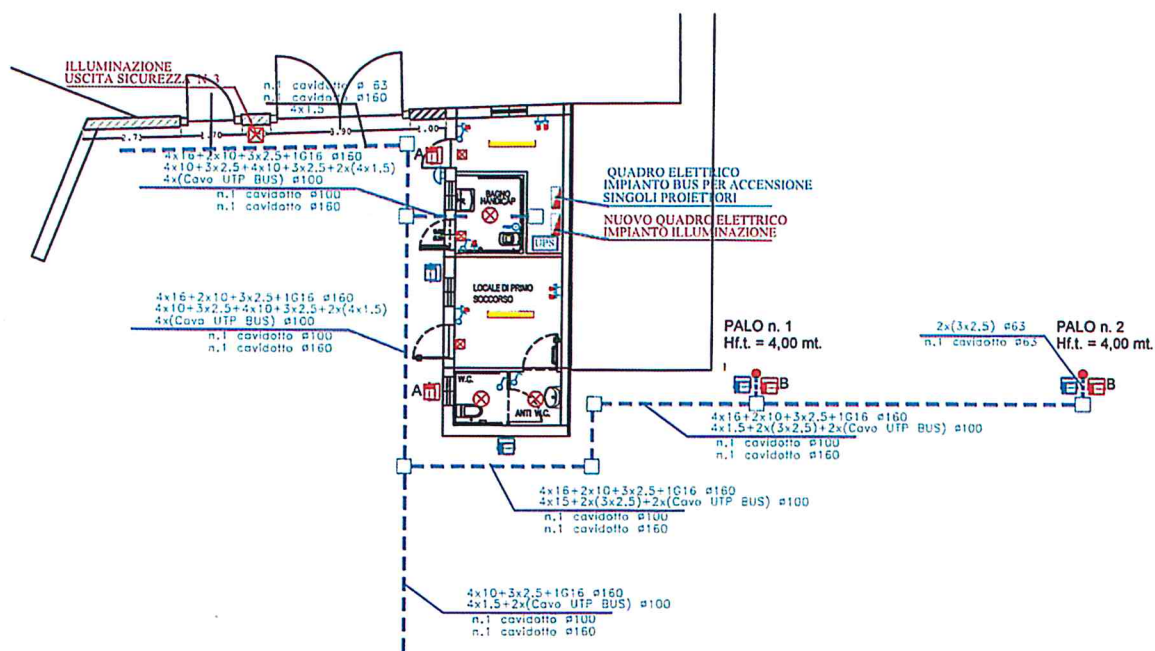 ILLUMINAZIONE
USCITA SICUREZZA N.3
n.1 cavidotto ø 63
n.1 cavidotto ø160
4x1.5
2.73
1.70
3.90
1.00
4x16+2x10+3x2.5+1G16 ø160
4x10+3x2.5+4x10+3x2.5+2x(4x1.5)
4x(Cavo UTP BUS) ø100
n.1 cavidotto ø100
n.1 cavidotto ø160
A
BAGNO
HANDICAP
QUADRO ELETTRICO
IMPIANTO BUS PER ACCENSIONE
SINGOLI PROIETTORI
NUOVO QUADRO ELETTRICO
IMPIANTO ILLUMINAZIONE
UPS
LOCALE DI PRIMO
SOCCORSO
4x16+2x10+3x2.5+1G16 ø160
4x10+3x2.5+4x10+3x2.5+2x(4x1.5)
4x(Cavo UTP BUS) ø100
n.1 cavidotto ø100
n.1 cavidotto ø160
PALO n. 1
Hf.t. = 4,00 mt.
2x(3x2.5) ø63
n.1 cavidotto ø63
PALO n. 2
Hf.t. = 4,00 mt.
A
W.C.
ANTI W.C.
B
B
4x16+2x10+3x2.5+1G16 ø160
4x1.5+2x(3x2.5)+2x(Cavo UTP BUS) ø100
n.1 cavidotto ø100
n.1 cavidotto ø160
4x16+2x10+3x2.5+1G16 ø160
4x15+2x(3x2.5)+2x(Cavo UTP BUS) ø100
n.1 cavidotto ø100
n.1 cavidotto ø160
4x10+3x2.5+1G16 ø160
4x1.5+2x(Cavo UTP BUS) ø100
n.1 cavidotto ø100
n.1 cavidotto ø160